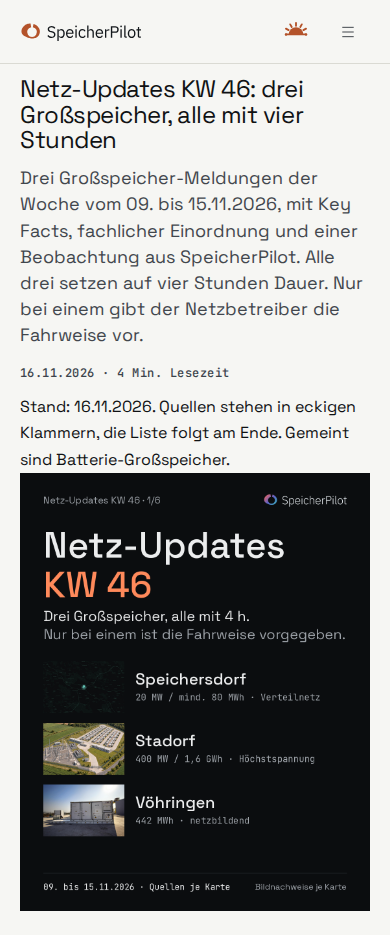 SpeicherPilot
Netz-Updates KW 46: drei
Großspeicher, alle mit vier
Stunden
Drei Großspeicher-Meldungen der
Woche vom 09. bis 15.11.2026, mit Key
Facts, fachlicher Einordnung und einer
Beobachtung aus SpeicherPilot. Alle
drei setzen auf vier Stunden Dauer. Nur
bei einem gibt der Netzbetreiber die
Fahrweise vor.
16.11.2026 · 4 Min. Lesezeit
Stand: 16.11.2026. Quellen stehen in eckigen
Klammern, die Liste folgt am Ende. Gemeint
sind Batterie-Großspeicher.
Netz-Updates KW 46 · 1/6
SpeicherPilot
Netz-Updates
KW 46
Drei Großspeicher, alle mit 4 h.
Nur bei einem ist die Fahrweise vorgegeben.
Speichersdorf
20 MW / mind. 80 MWh · Verteilnetz
Stadorf
400 MW / 1,6 GWh · Höchstspannung
Vöhringen
442 MWh · netzbildend
09. bis 15.11.2026 · Quellen je Karte
Bildnachweise je Karte